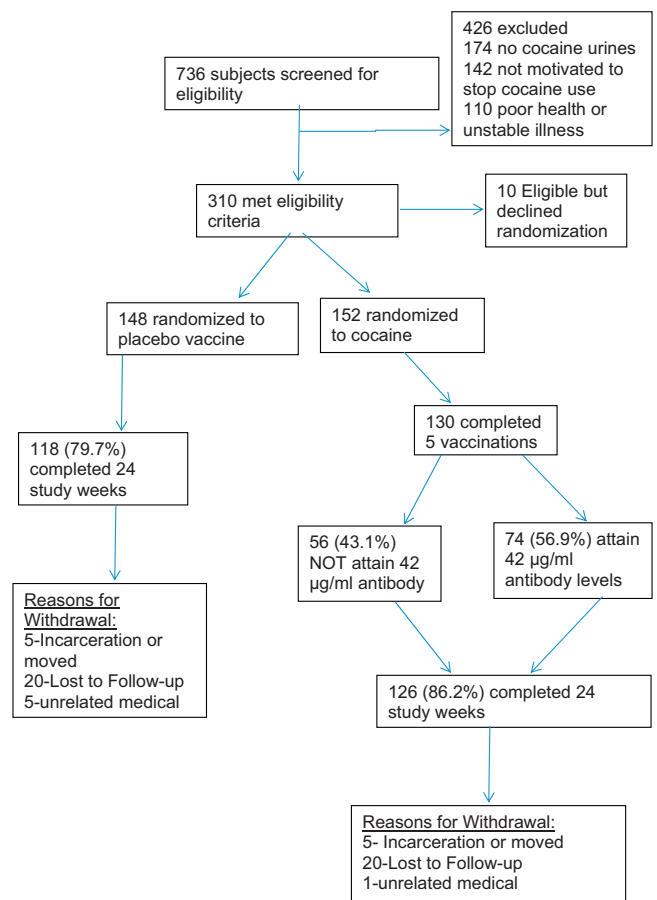 736 subjects screened for
eligibility
426 excluded
174 no cocaine urines
142 not motivated to
stop cocaine use
110 poor health or
unstable illness
310 met eligibility
criteria
10 Eligible but
declined
randomization
148 randomized to
placebo vaccine
152 randomized
to cocaine
130 completed
5 vaccinations
118 (79.7%)
completed 24
study weeks
56 (43.1%)
NOT attain 42
µg/ml antibody
74 (56.9%) attain
42 µg/ml
antibody levels
Reasons for
Withdrawal:
5-Incarceration or
moved
20-Lost to Follow-up
5-unrelated medical
126 (86.2%) completed 24
study weeks
Reasons for Withdrawal:
5- Incarceration or moved
20-Lost to Follow-up
1-unrelated medical